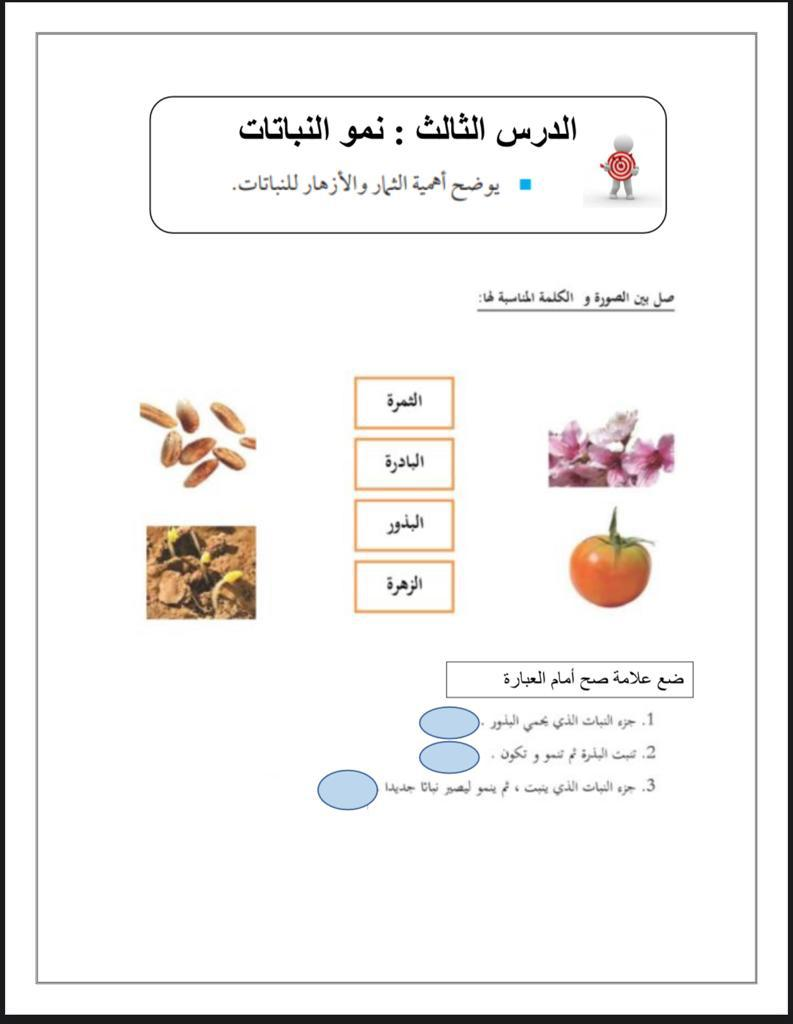 الدرس الثالث : نمو النباتات
■ يوضح أهمية الثمار والأزهار للنباتات.
صل بين الصورة و الكلمة المناسبة لها:
الثمرة
البادرة
البذور
الزهرة
ضع علامة صح أمام العبارة
1. جزء النبات الذي يحمي البذور .
2. تنبت البذرة ثم تنمو و تكون .
3. جزء النبات الذي ينبت ، ثم ينمو ليصير نباتا جديدا